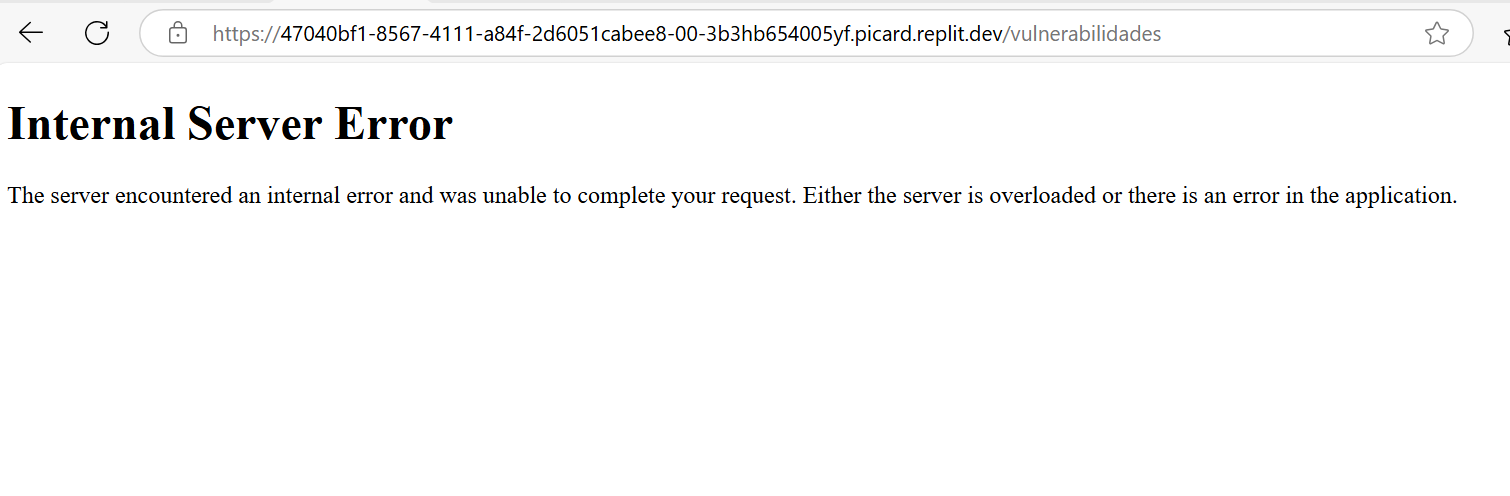 https://47040bf1-8567-4111-a84f-2d6051cabee8-00-3b3hb654005yf.picard.replit.dev/vulnerabilidades
Internal Server Error
The server encountered an internal error and was unable to complete your request. Either the server is overloaded or there is an error in the application.